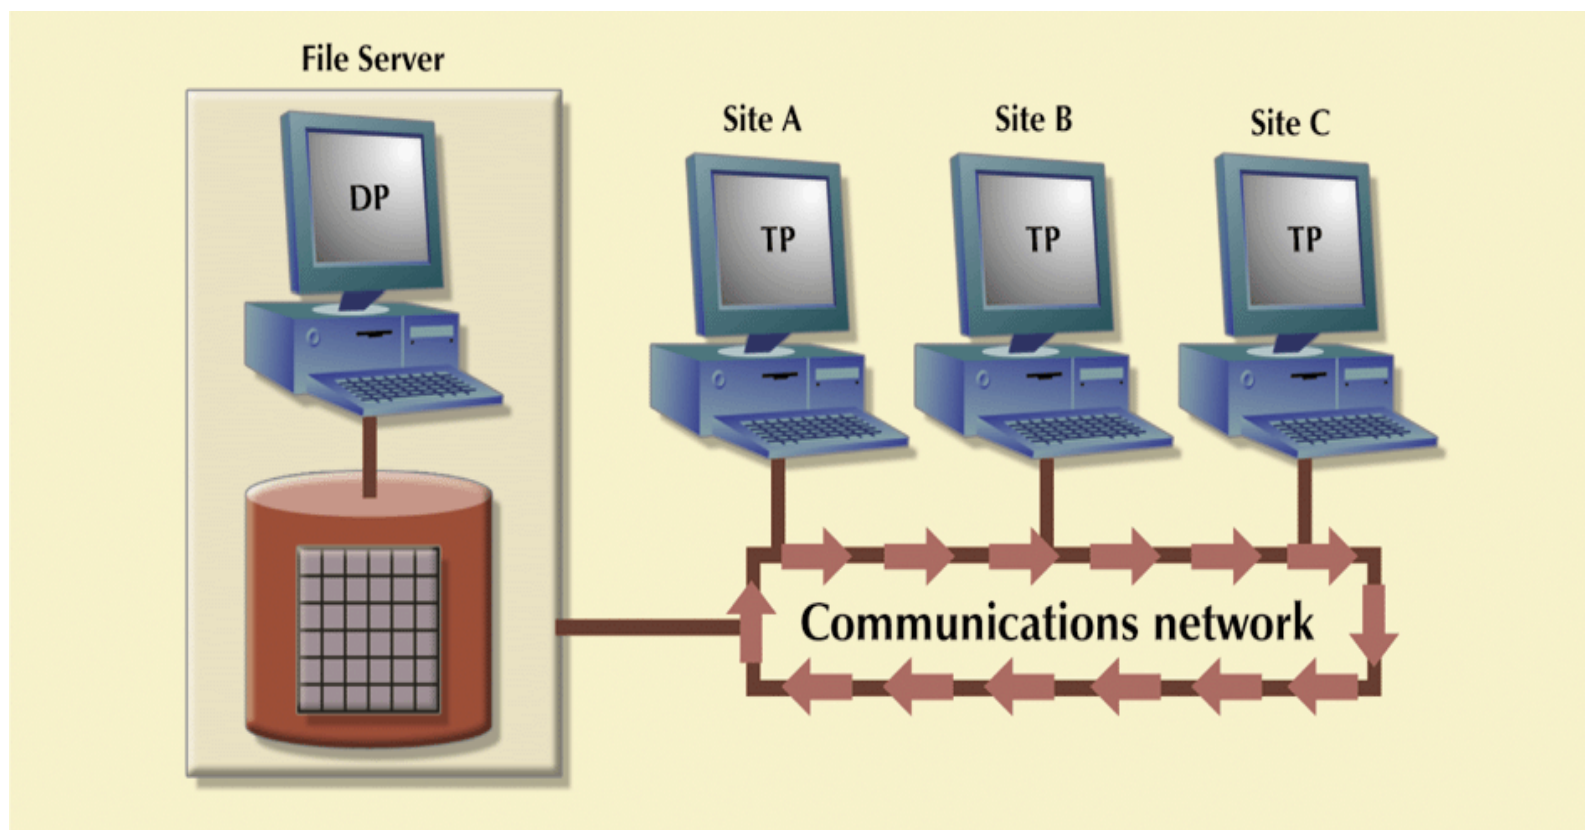 File Server
DP
Site A
Site B
Site C
TP
TP
TP
Communications network